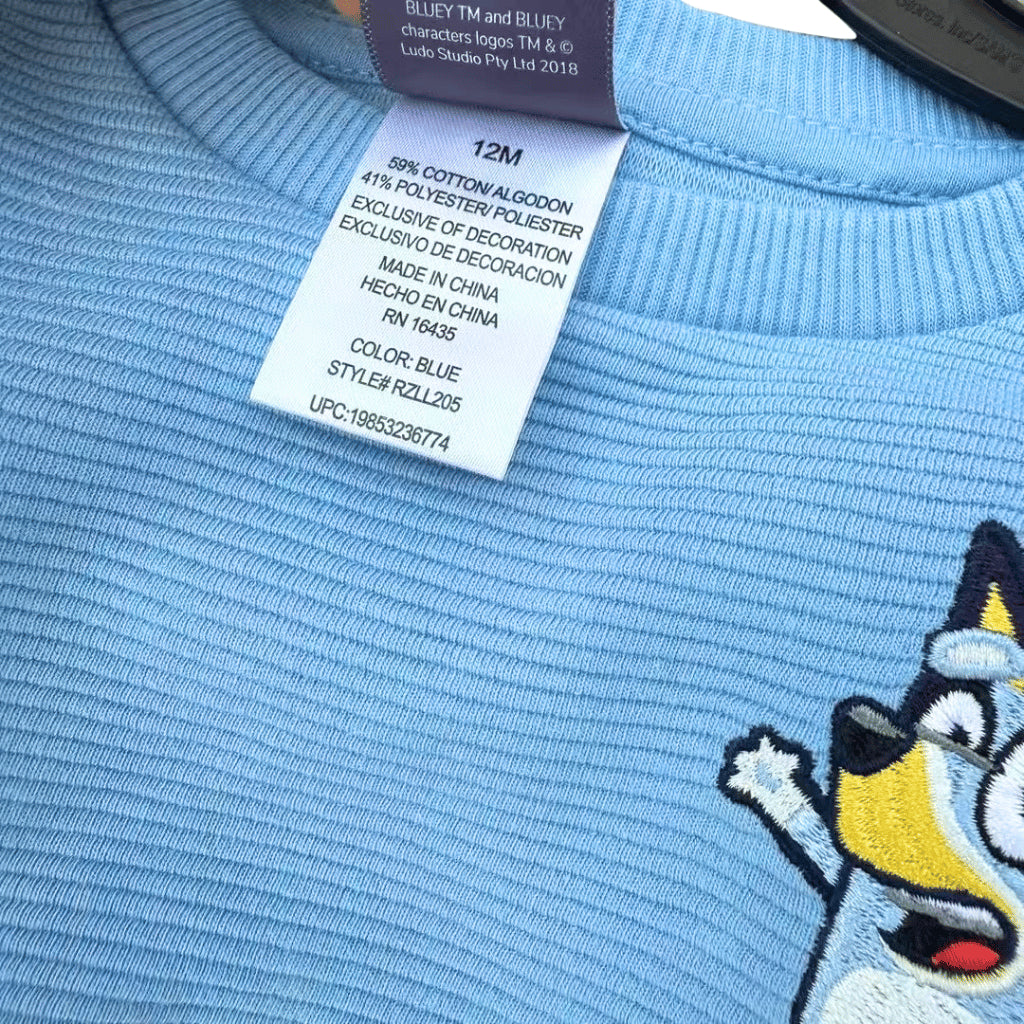 BLUEY TM and BLUEY
characters logos TM & ©
Ludo Studio Pty Ltd 2018
12M
59% COTTON/ALGODON
41% POLYESTER/POLIESTER
EXCLUSIVE OF DECORATION
EXCLUSIVO DE DECORACION
MADE IN CHINA
HECHO EN CHINA
RN 16435
COLOR: BLUE
STYLE# RZLL205
UPC:19853236774